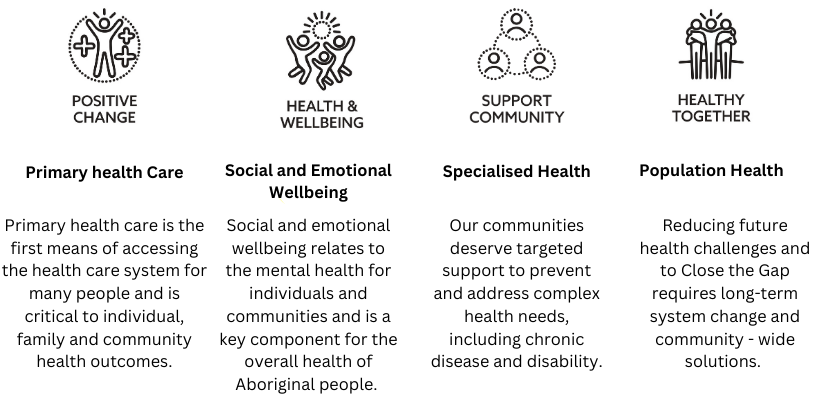 POSITIVE
CHANGE
HEALTH &
WELLBEING
SUPPORT
COMMUNITY
HEALTHY
TOGETHER
Primary health Care
Primary health care is the
first means of accessing
the health care system for
many people and is
critical to individual,
family and community
health outcomes.
Social and Emotional
Wellbeing
Social and emotional
wellbeing relates to
the mental health for
individuals and
communities and is a
key component for the
overall health of
Aboriginal people.
Specialised Health
Our communities
deserve targeted
support to prevent
and address complex
health needs,
including chronic
disease and disability.
Population Health
Reducing future
health challenges and
to Close the Gap
requires long-term
system change and
community - wide
solutions.